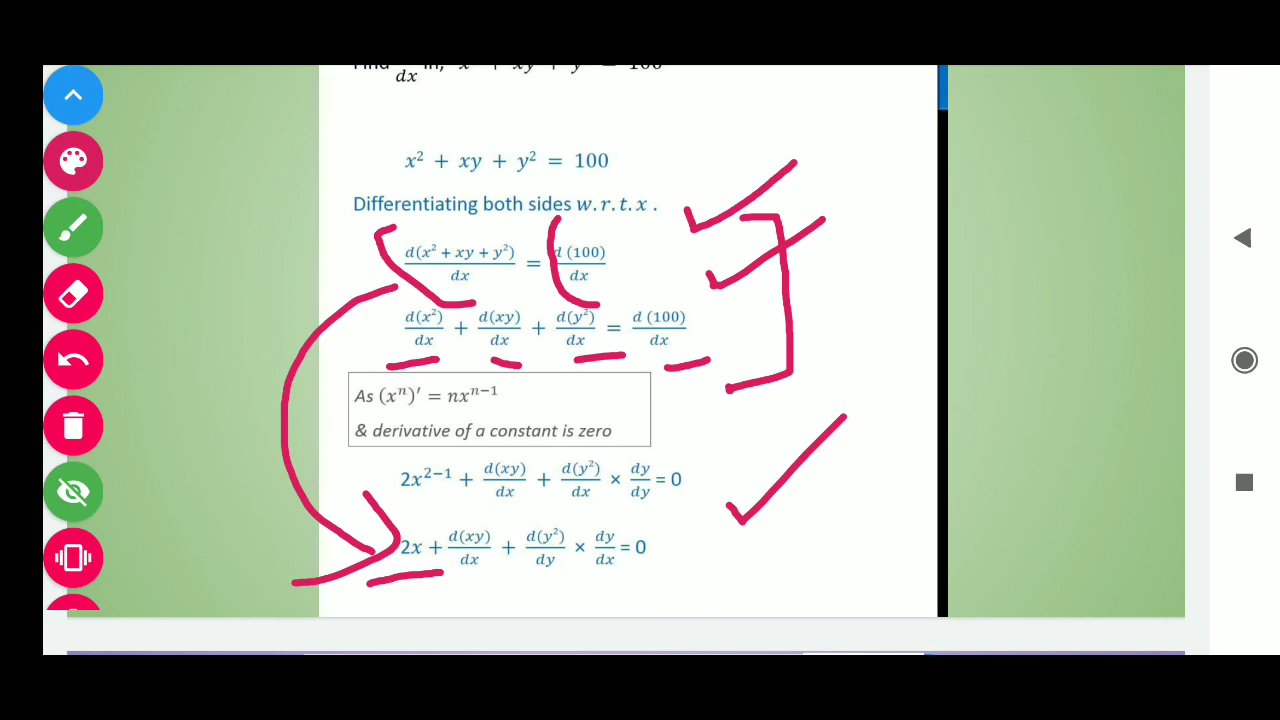 dx
x² + xy + y² = 100
Differentiating both sides w.r.t.x .
d(x² + xy + y²)/dx = d (100)/dx
d(x²)/dx + d(xy)/dx + d(y²)/dx = d (100)/dx
As (xⁿ)′ = nxⁿ⁻¹
& derivative of a constant is zero
2x²⁻¹ + d(xy)/dx + d(y²)/dx × dy/dy = 0
2x + d(xy)/dx + d(y²)/dy × dy/dx = 0